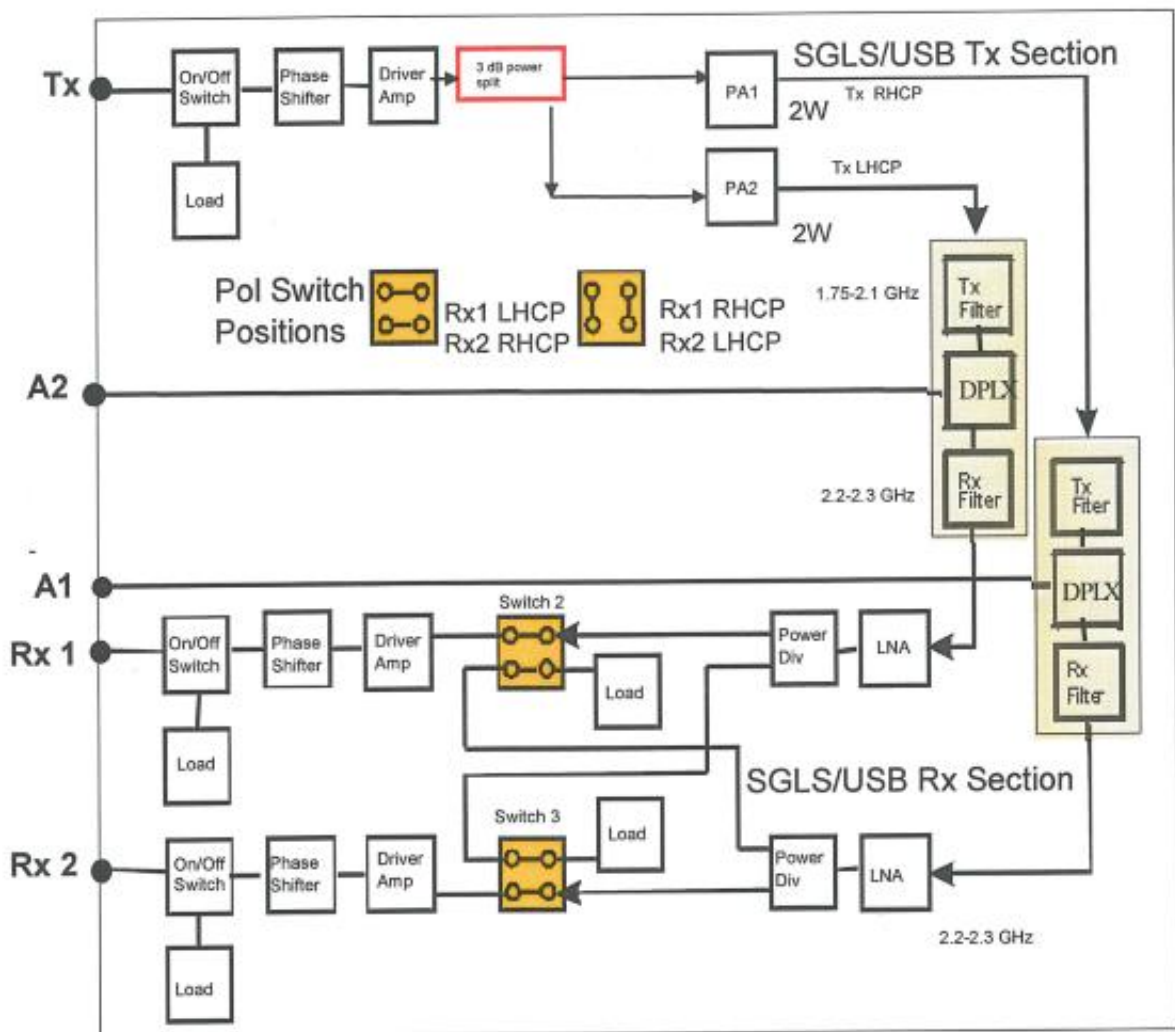 SGLS/USB Tx Section
Tx
On/Off
Switch
Phase
Shifter
Driver
Amp
3 dB power
split
PA1
2W
Tx RHCP
Load
PA2
2W
Tx LHCP
Pol Switch
Positions
Rx1 LHCP
Rx2 RHCP
Rx1 RHCP
Rx2 LHCP
1.75-2.1 GHz
Tx
Filter
A2
DPLX
2.2-2.3 GHz
Rx
Filter
Tx
Fiter
A1
DPLX
Rx
Filter
Rx 1
On/Off
Switch
Phase
Shifter
Driver
Amp
Switch 2
Load
Power
Div
LNA
Load
SGLS/USB Rx Section
Rx 2
On/Off
Switch
Phase
Shifter
Driver
Amp
Switch 3
Load
Power
Div
LNA
2.2-2.3 GHz
Load